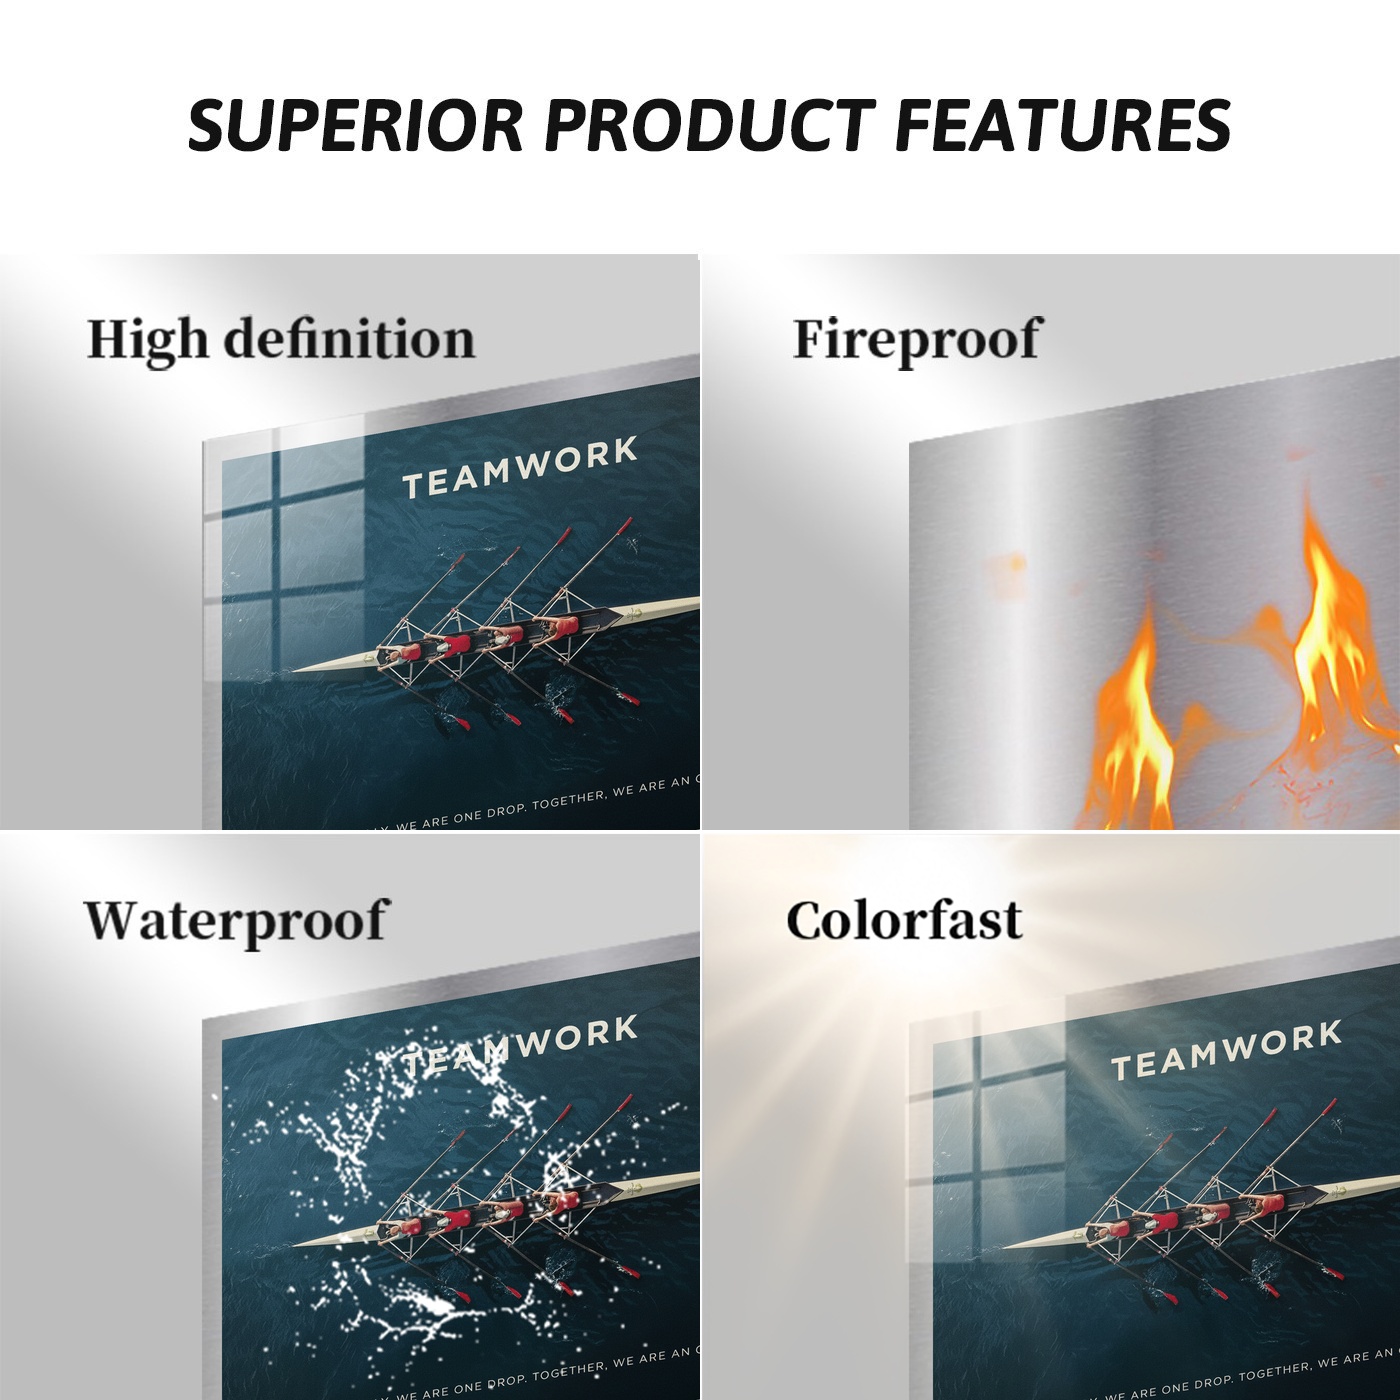 SUPERIOR PRODUCT FEATURES
High definition
Fireproof
TEAMWORK
WE ARE ONE DROP. TOGETHER, WE ARE AN
Waterproof
Colorfast
TEAMWORK
WE ARE ONE DROP. TOGETHER, WE ARE AN
TEAMWORK
WE ARE ONE DROP. TOGETHER, WE ARE AN